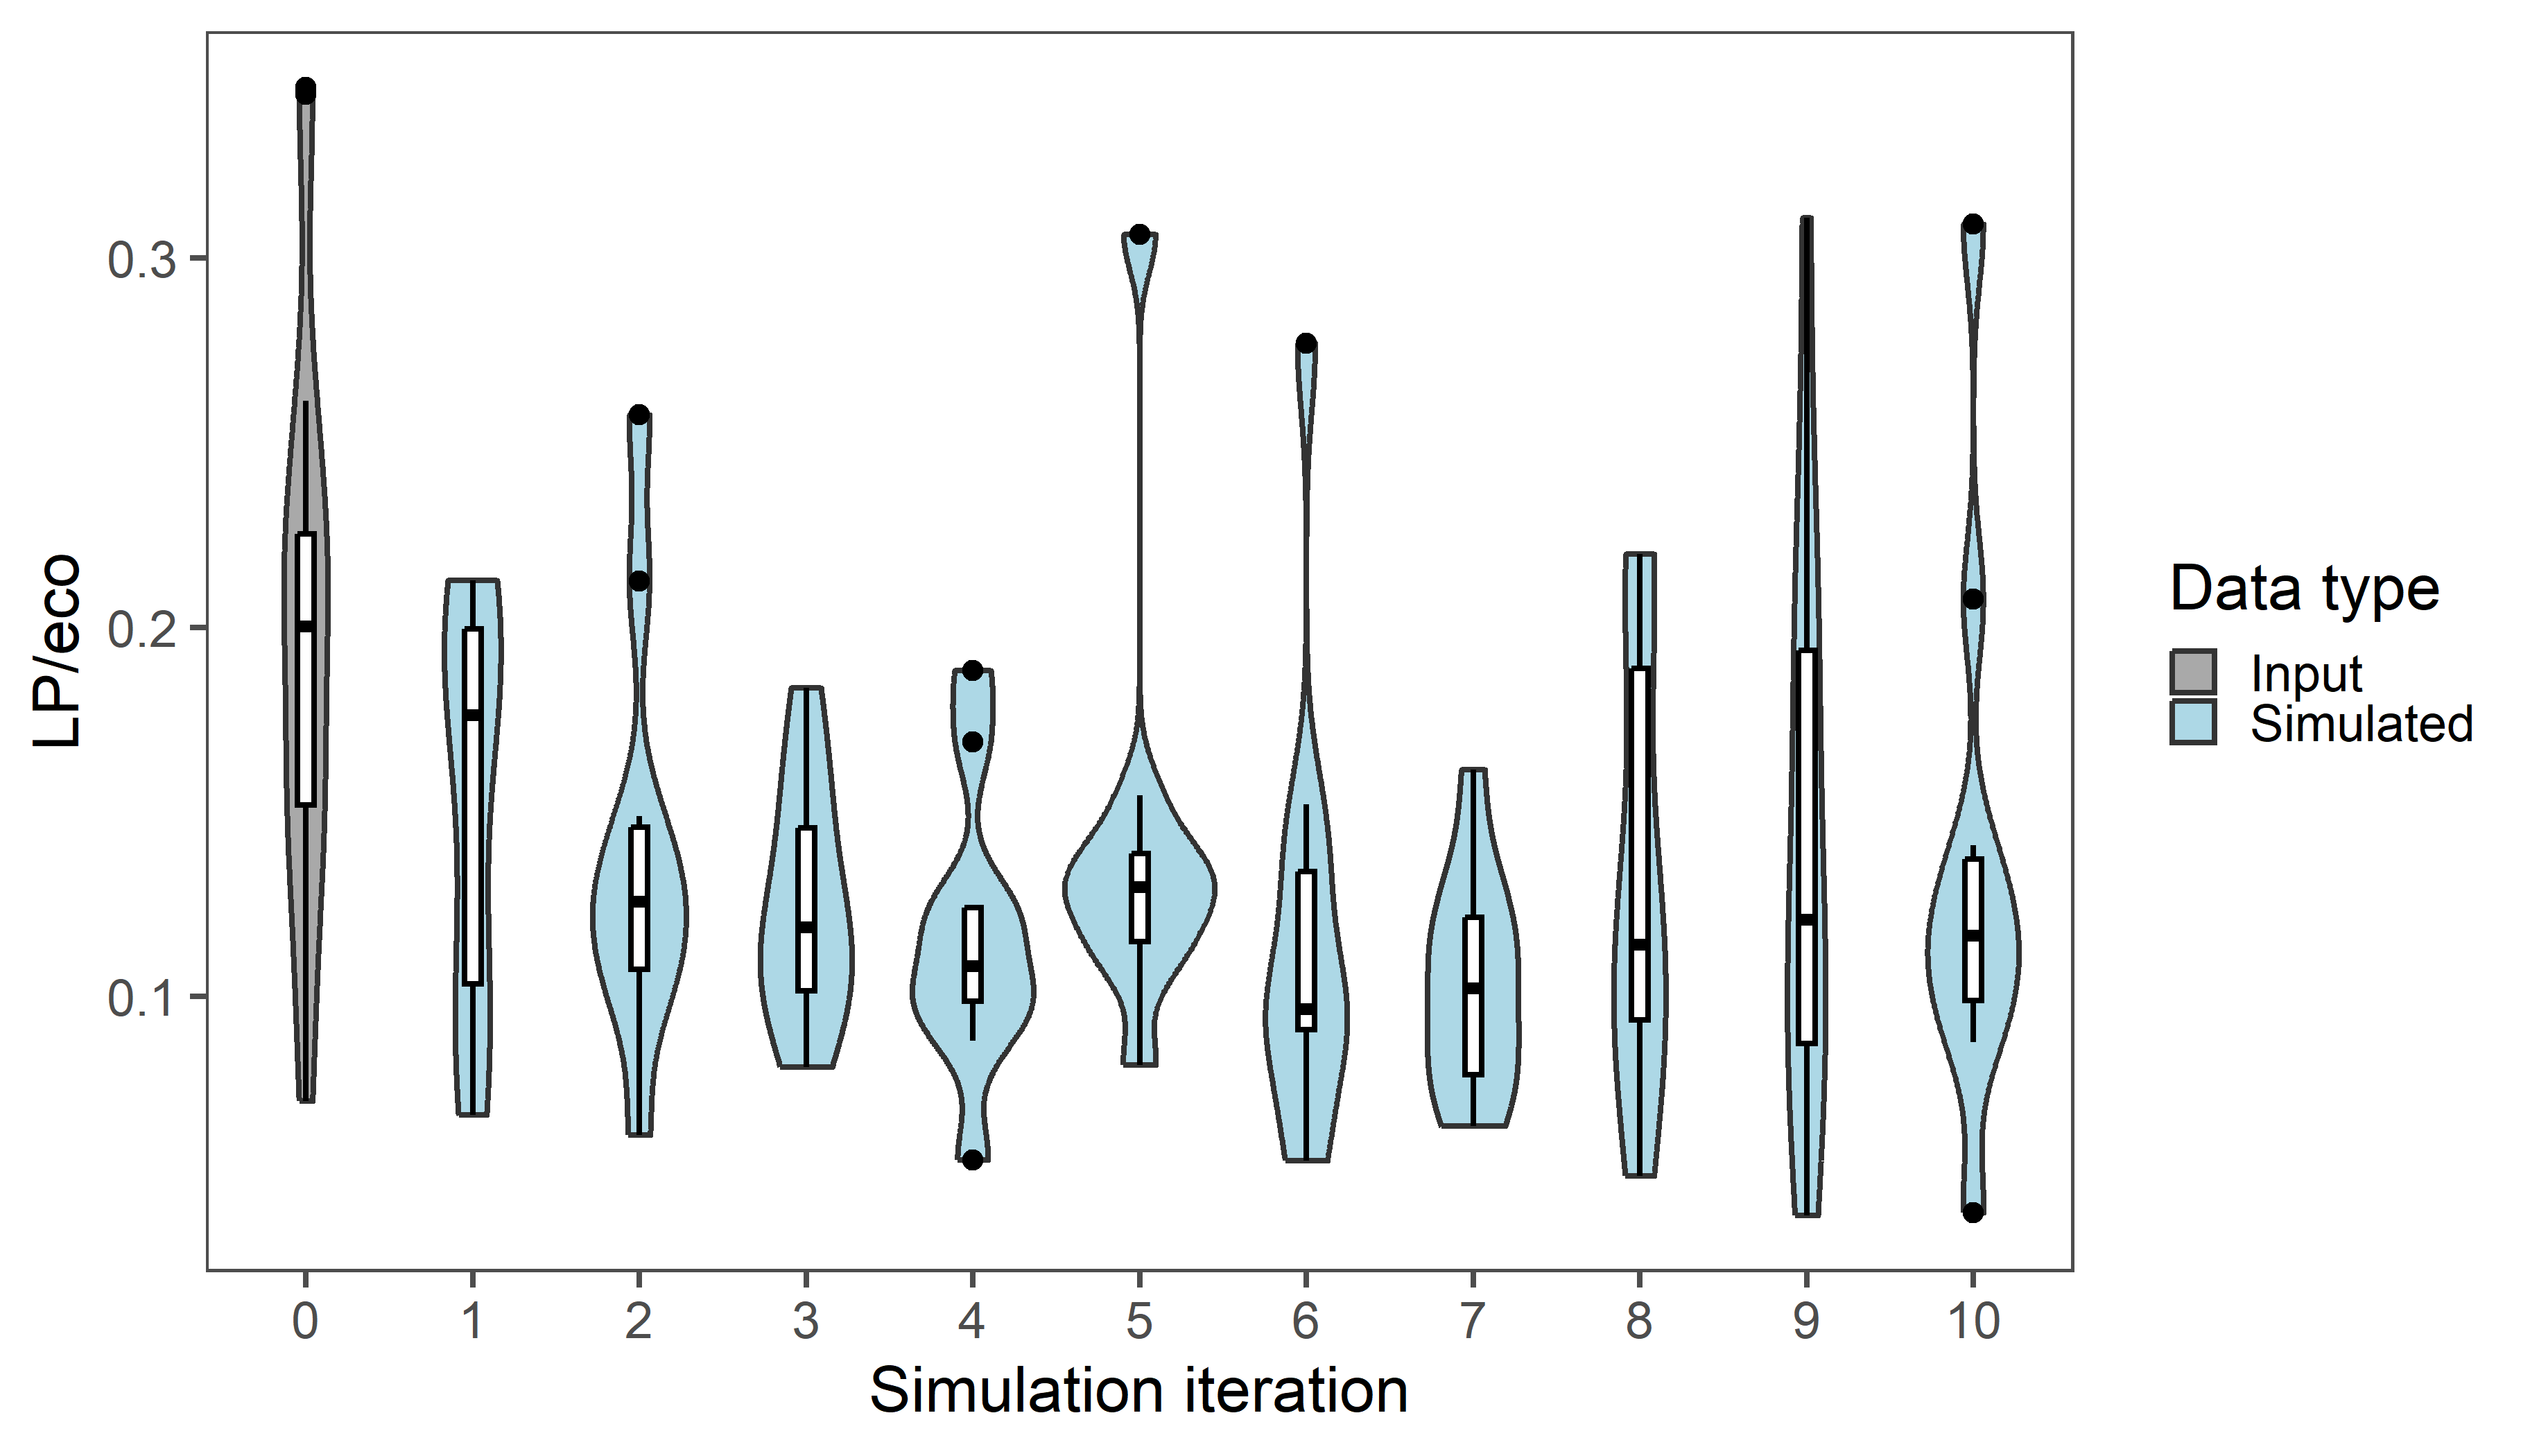 LP/eco
0.3
0.2
0.1
0 1 2 3 4 5 6 7 8 9 10
Simulation iteration
Data type
Input
Simulated